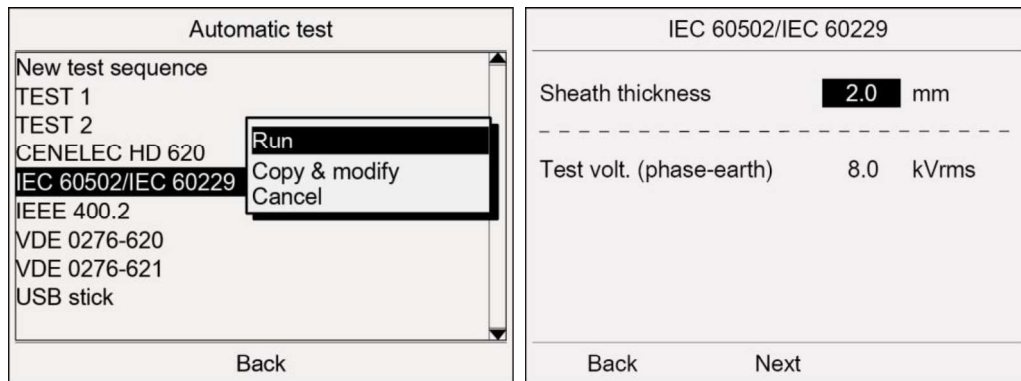 Automatic test
New test sequence
TEST 1
TEST 2
CENELEC HD 620
IEC 60502/IEC 60229
IEEE 400.2
VDE 0276-620
VDE 0276-621
USB stick
Run
Copy & modify
Cancel
Back
IEC 60502/IEC 60229
Sheath thickness 2.0 mm
Test volt. (phase-earth) 8.0 kVrms
Back Next